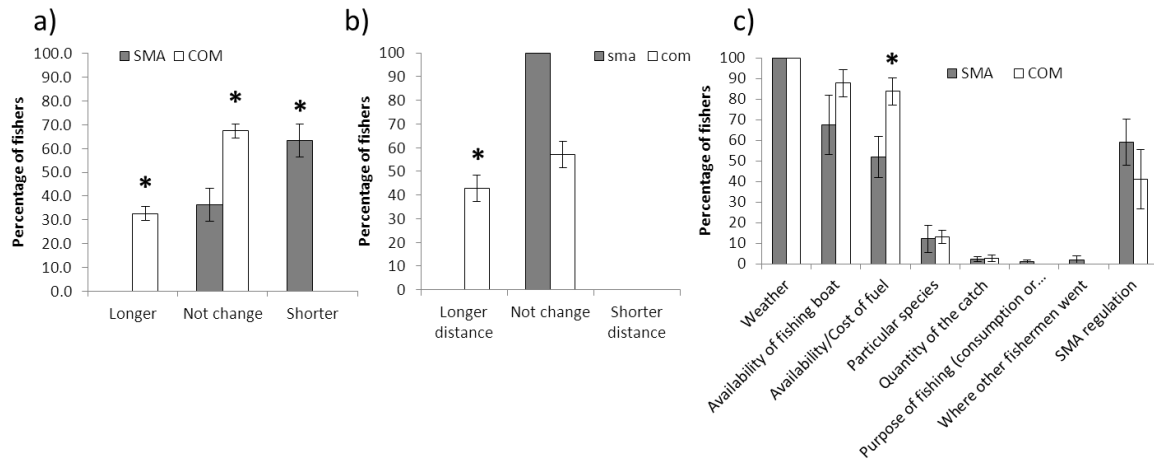 a)
SMA COM
Percentage of fishers
100.0
90.0
80.0
70.0
60.0
50.0
40.0
30.0
20.0
10.0
0.0
*
*
*
Longer Not change Shorter
b)
sma com
Percentage of fishers
100
90
80
70
60
50
40
30
20
10
0
*
Longer distance
Not change
Shorter distance
c)
SMA COM
Percentage of fishers
100
90
80
70
60
50
40
30
20
10
0
*
Weather
Availability of fishing boat
Availability/Cost of fuel
Particular species
Quantity of the catch
Purpose of fishing (consumption or...
Where other fishermen went
SMA regulation